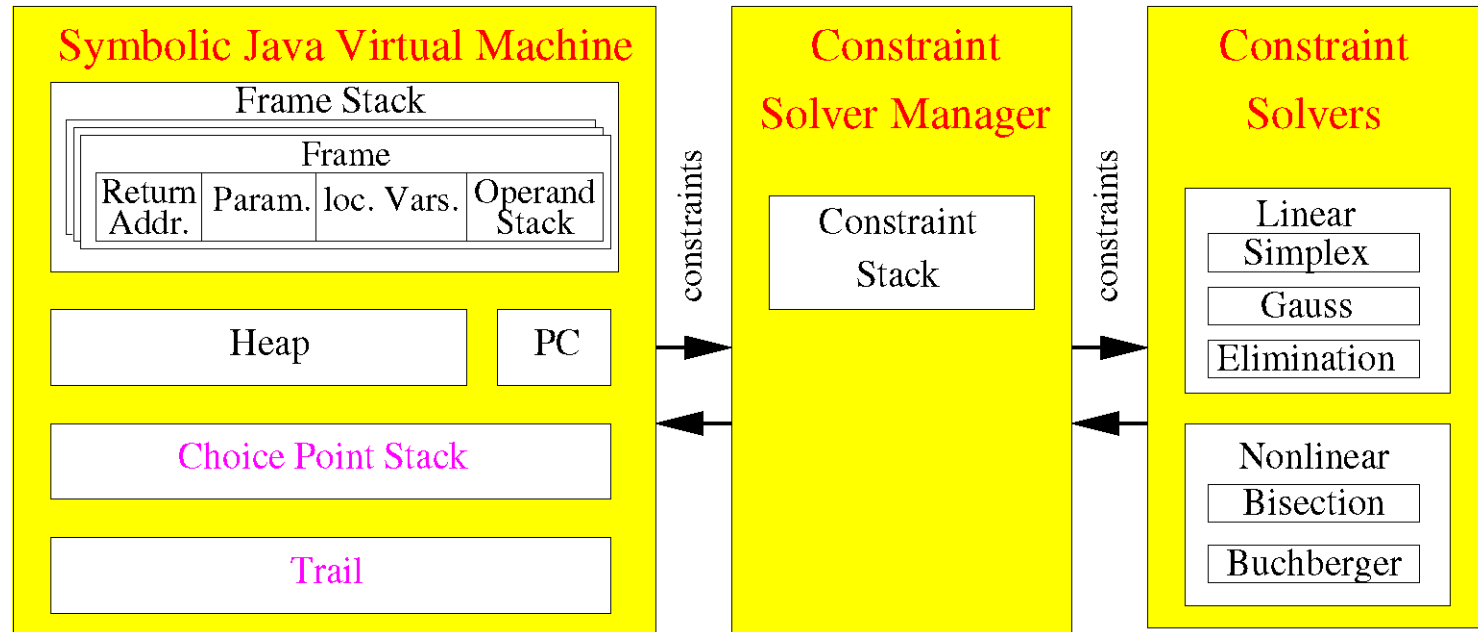 Symbolic Java Virtual Machine
Frame Stack
Frame
Return
Addr.
Param.
loc. Vars.
Operand
Stack
Heap
PC
Choice Point Stack
Trail
constraints
Constraint
Solver Manager
Constraint
Stack
constraints
Constraint
Solvers
Linear
Simplex
Gauss
Elimination
Nonlinear
Bisection
Buchberger